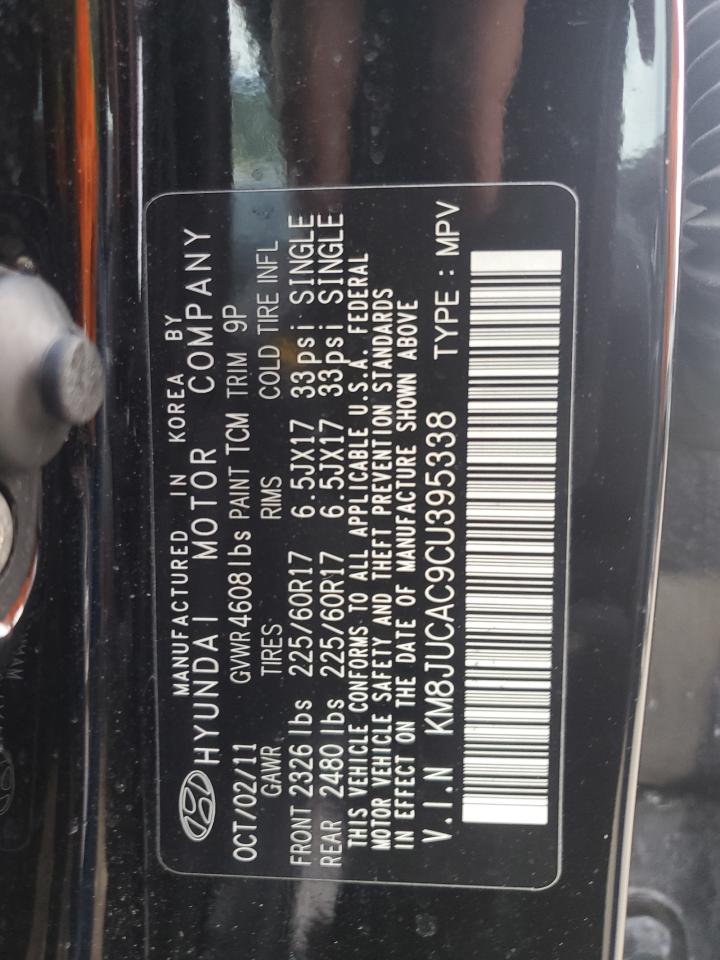 MANUFACTURED IN KOREA BY
HYUNDAI MOTOR COMPANY
OCT/02/11 GVWR 4608 lbs PAINT TCM TRIM 9P
GAWR TIRES RIMS COLD TIRE INFL
FRONT 2326 lbs 225/60R17 6.5JX17 33psi SINGLE
REAR 2480 lbs 225/60R17 6.5JX17 33psi SINGLE
THIS VEHICLE CONFORMS TO ALL APPLICABLE U.S.A. FEDERAL
MOTOR VEHICLE SAFETY AND THEFT PREVENTION STANDARDS
IN EFFECT ON THE DATE OF MANUFACTURE SHOWN ABOVE
V.I.N KM8JUCAC9CU395338 TYPE : MPV